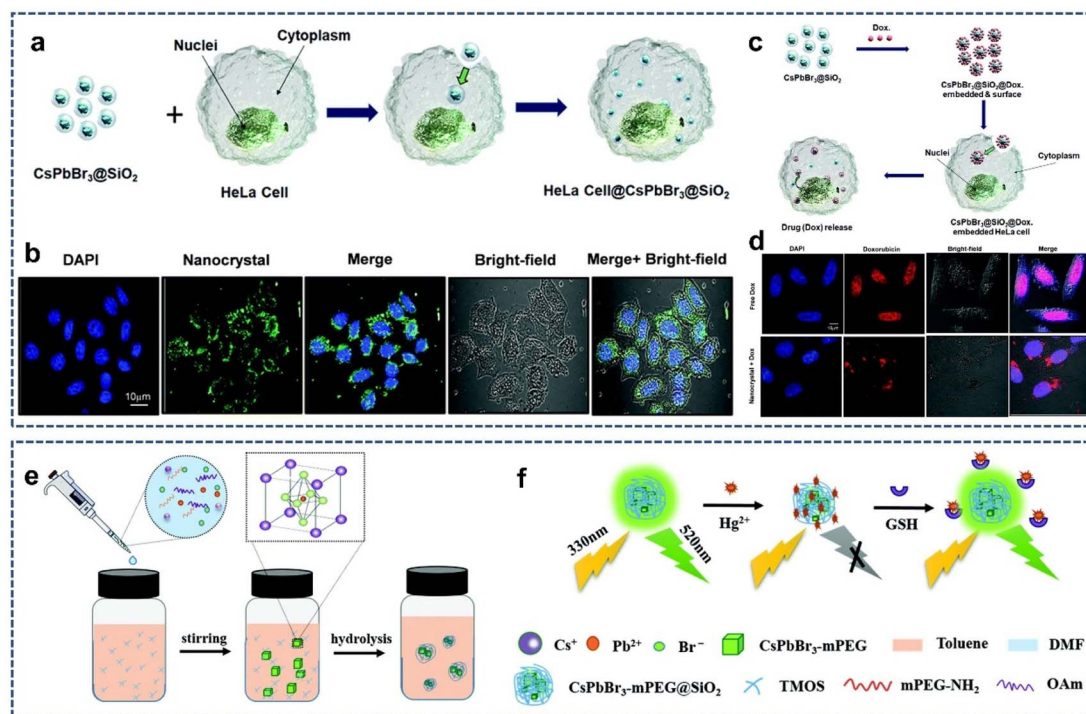 a
Nuclei
Cytoplasm
CsPbBr₃@SiO₂
+
HeLa Cell
HeLa Cell@CsPbBr₃@SiO₂
b
DAPI
Nanocrystal
Merge
Bright-field
Merge+ Bright-field
10μm
c
Dox.
CsPbBr₃@SiO₂
CsPbBr₃@SiO₂@Dox.
embedded & surface
Nuclei
Cytoplasm
Drug (Dox) release
CsPbBr₃@SiO₂@Dox.
embedded HeLa cell
d
DAPI
Doxorubicin
Bright-field
Merge
Free Dox
10μm
Nanocrystal + Dox
e
stirring
hydrolysis
f
330nm
520nm
Hg²⁺
GSH
Cs⁺
Pb²⁺
Br⁻
CsPbBr₃-mPEG
Toluene
DMF
CsPbBr₃-mPEG@SiO₂
TMOS
mPEG-NH₂
OAm